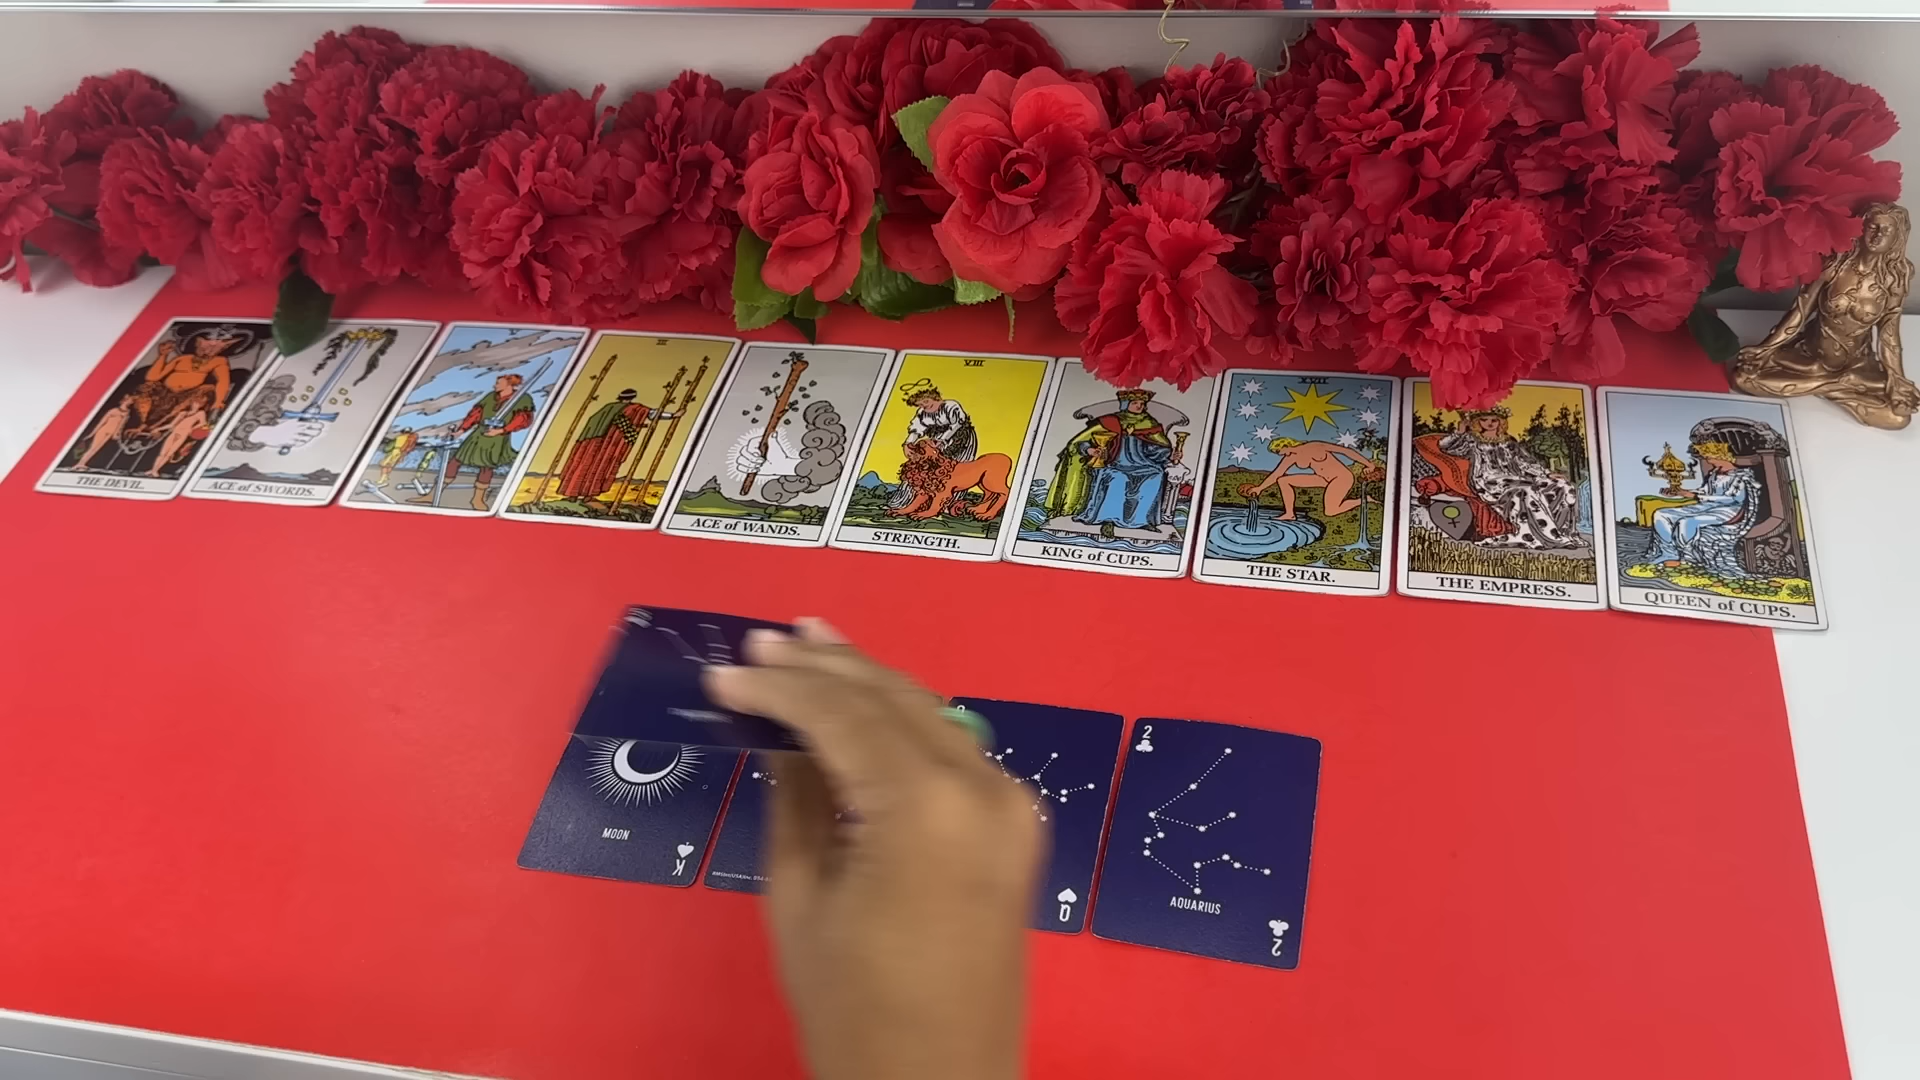 THE DEVIL.
ACE of SWORDS.
V
III
ACE of WANDS.
VIII
STRENGTH.
KING of CUPS.
XVII
THE STAR.
THE EMPRESS.
QUEEN of CUPS.
MOON
K
Q
2
AQUARIUS
2